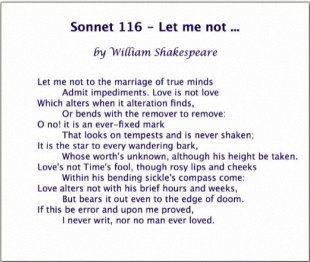 Sonnet 116 - Let me not ...
by William Shakespeare
Let me not to the marriage of true minds
Admit impediments. Love is not love
Which alters when it alteration finds,
Or bends with the remover to remove:
O no! it is an ever-fixed mark
That looks on tempests and is never shaken;
It is the star to every wandering bark,
Whose worth's unknown, although his height be taken.
Love's not Time's fool, though rosy lips and cheeks
Within his bending sickle's compass come:
Love alters not with his brief hours and weeks,
But bears it out even to the edge of doom.
If this be error and upon me proved,
I never writ, nor no man ever loved.